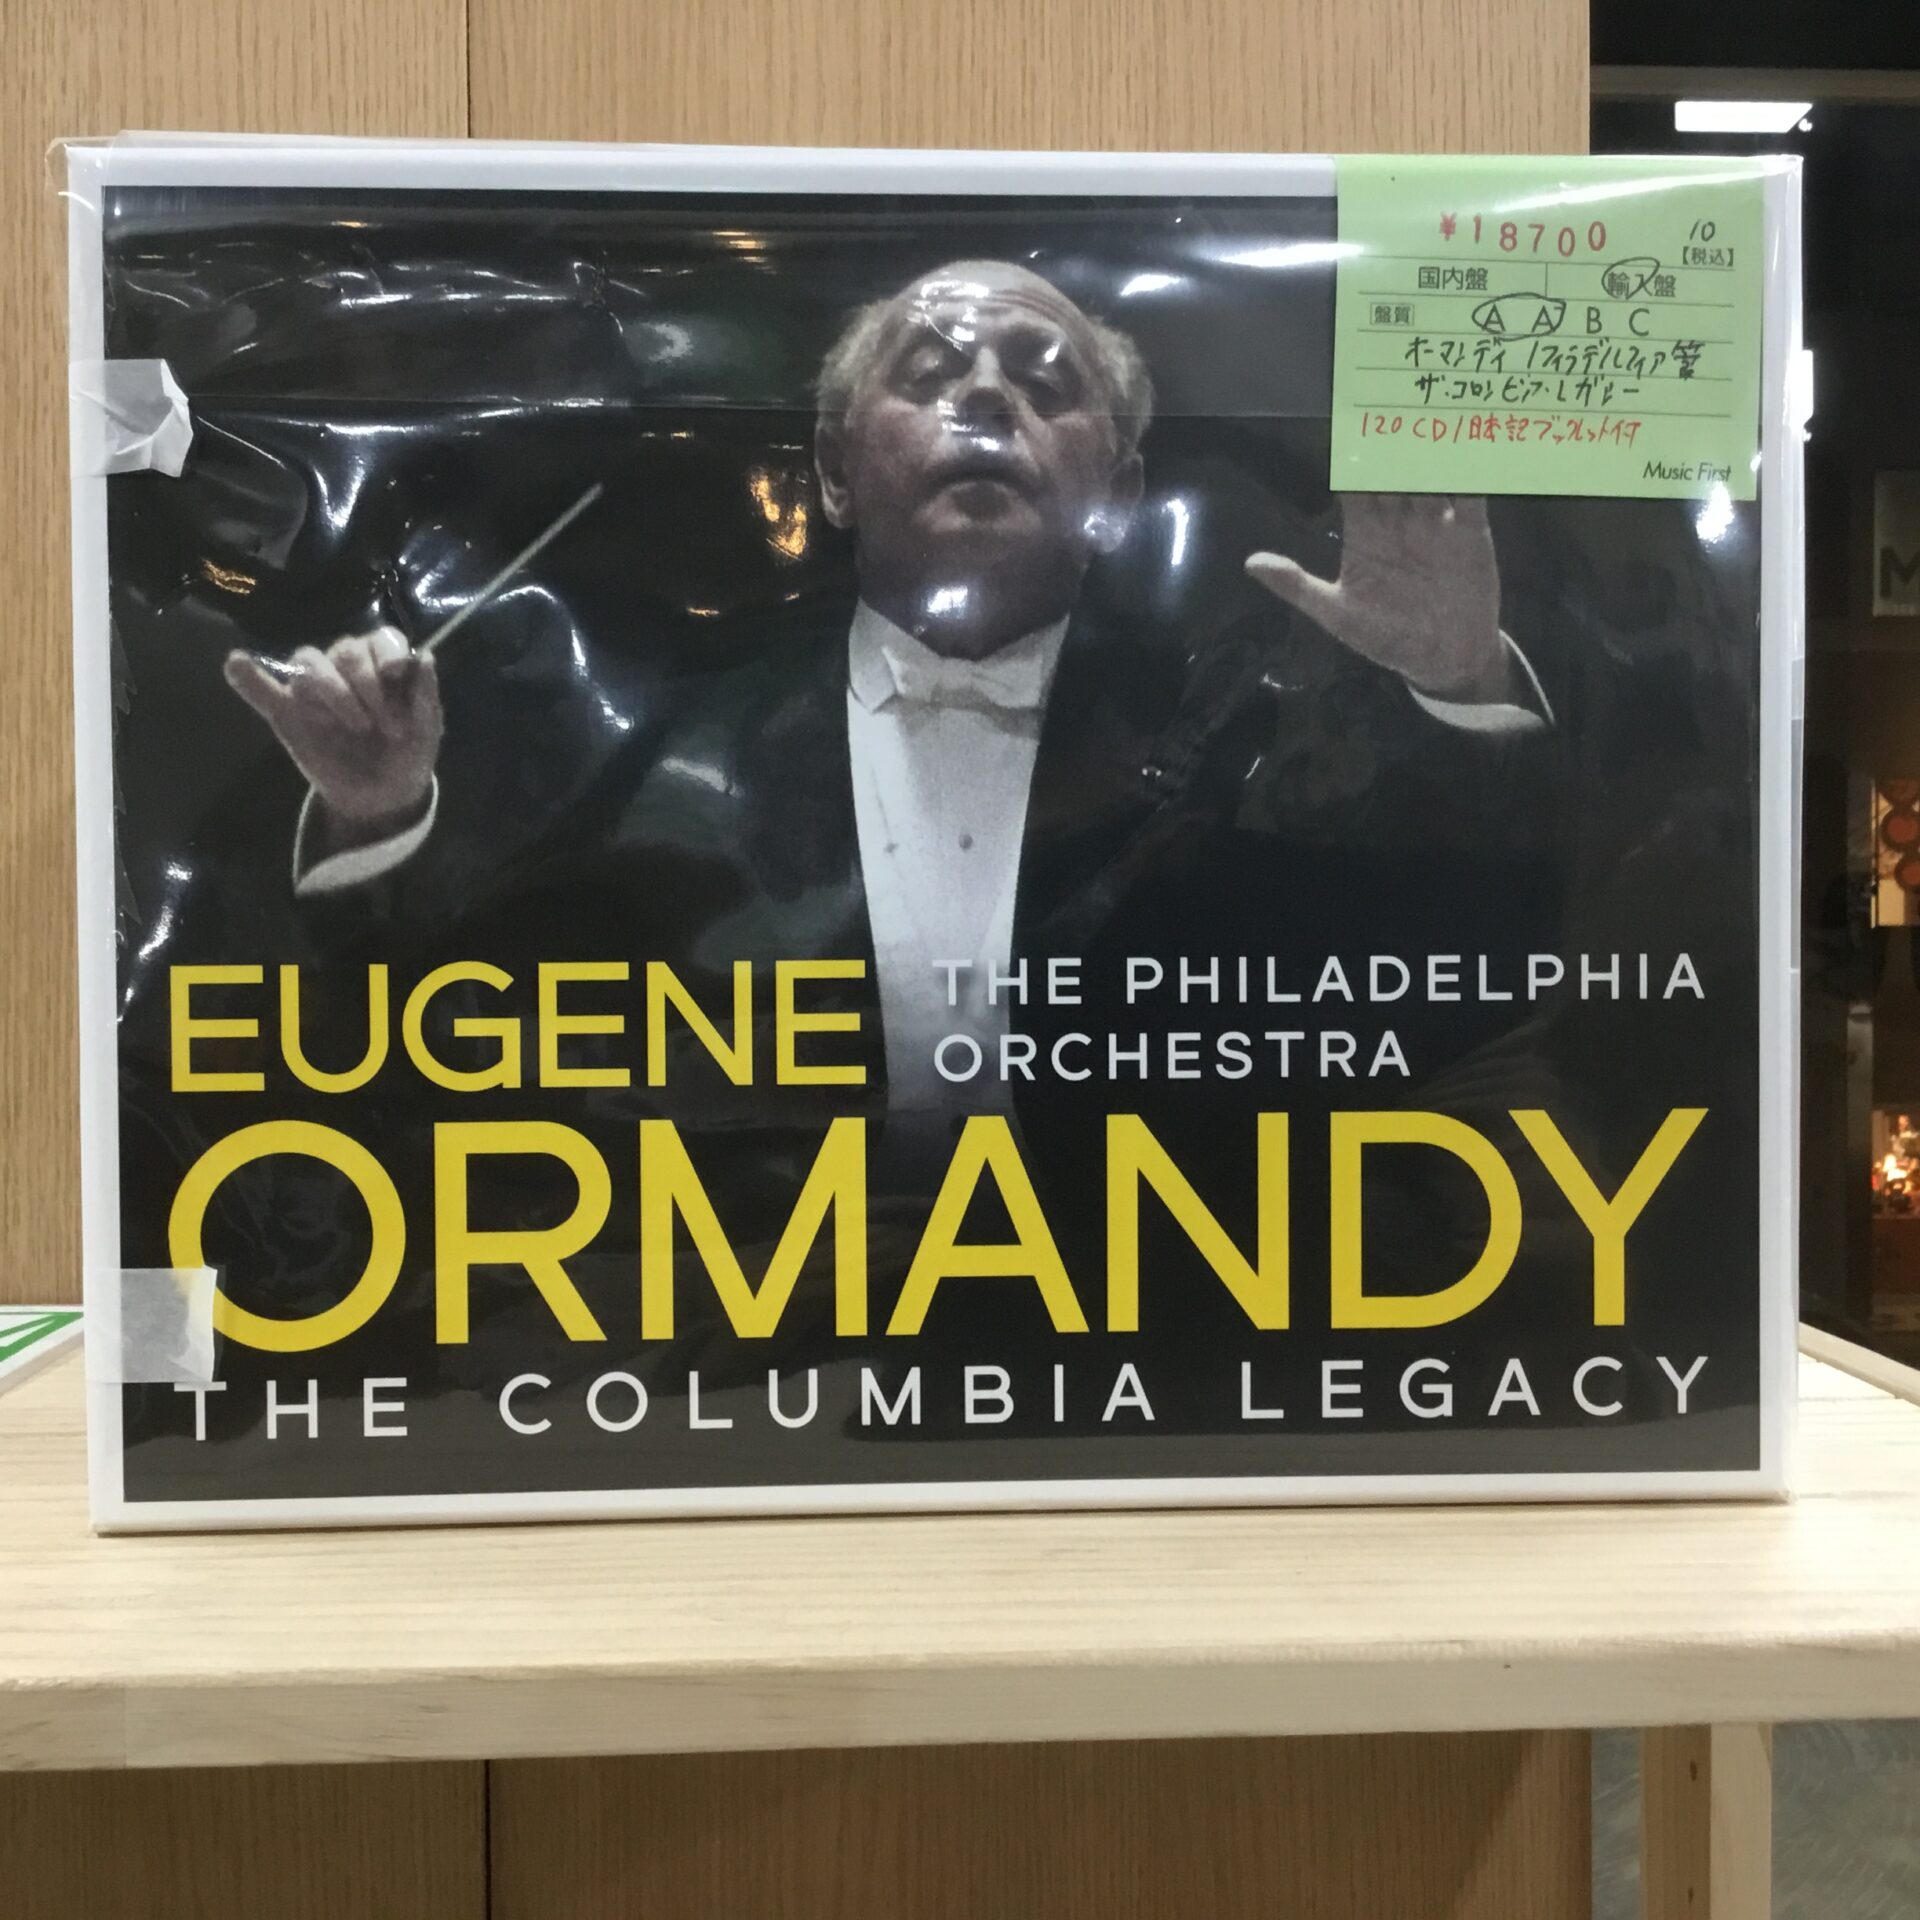 ¥18700
10
【税込】
国内盤 輸入盤
盤質 A A' B C
オーマンディ/フィラデルフィア管
ザ・コロンビア・レガシー
120CD/日本記ブックレット付
Music First
EUGENE
THE PHILADELPHIA
ORCHESTRA
ORMANDY
THE COLUMBIA LEGACY
M